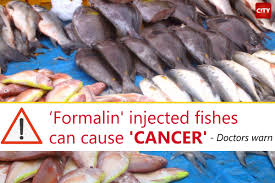 CITY
'Formalin' injected fishes
can cause 'CANCER' - Doctors warn